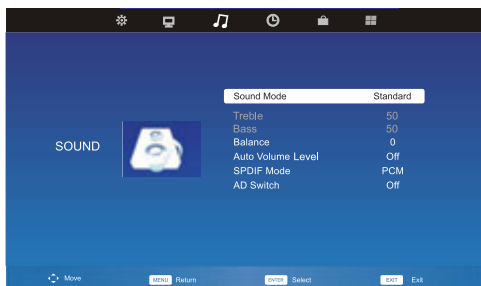 SOUND
Sound Mode Standard
Treble 50
Bass 50
Balance 0
Auto Volume Level Off
SPDIF Mode PCM
AD Switch Off
Move MENU Return ENTER Select EXIT Exit